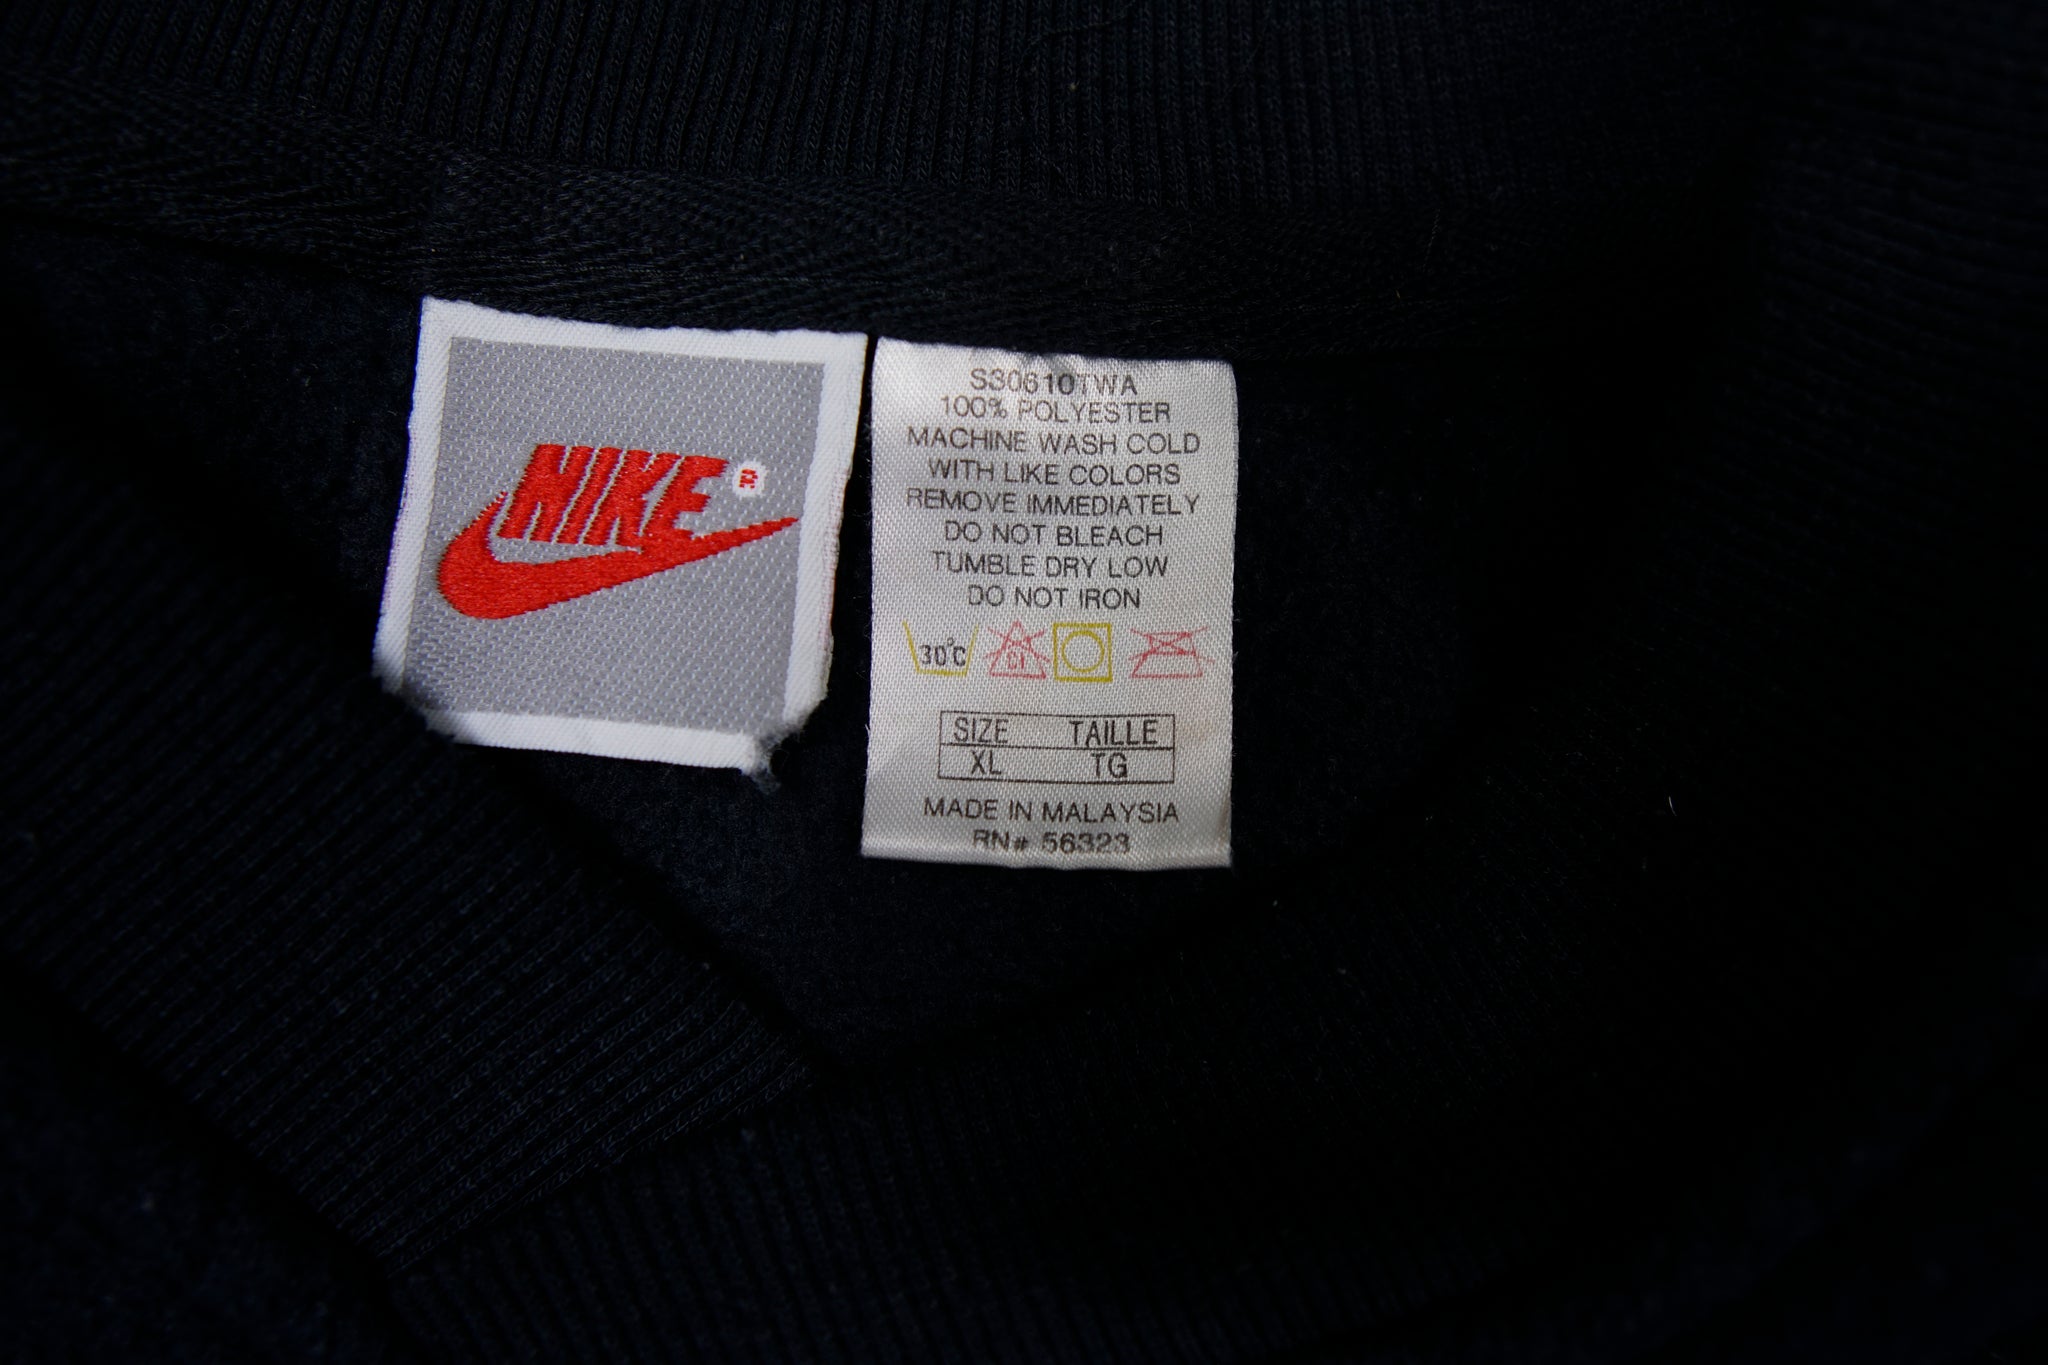 NIKE®
S30610TWA
100% POLYESTER
MACHINE WASH COLD
WITH LIKE COLORS
REMOVE IMMEDIATELY
DO NOT BLEACH
TUMBLE DRY LOW
DO NOT IRON
30°C Cl
SIZE TAILLE
XL TG
MADE IN MALAYSIA
RN# 56323